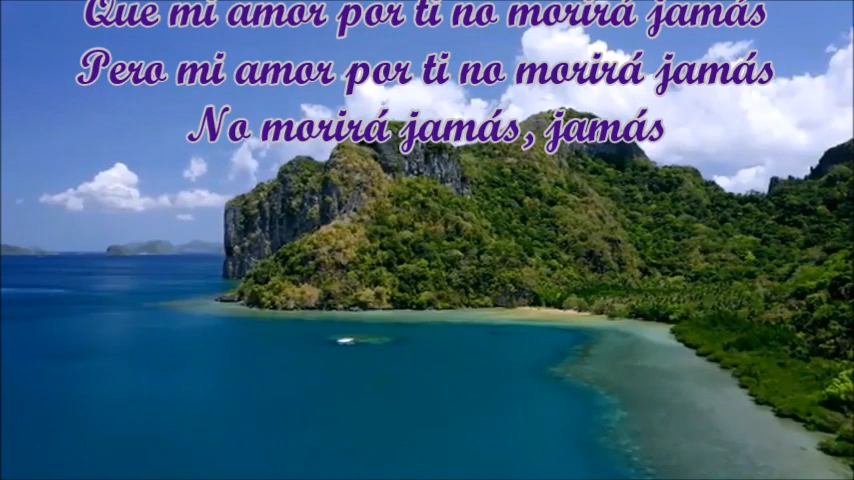 Que mi amor por ti no morirá jamás
Pero mi amor por ti no morirá jamás
No morirá jamás, jamás